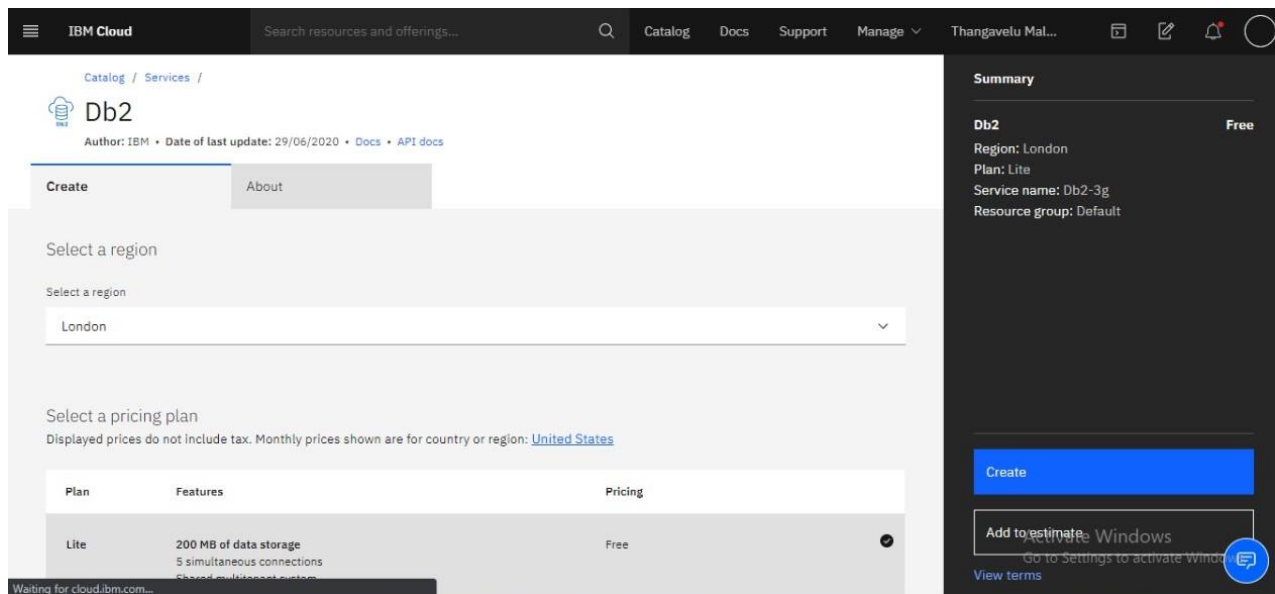 IBM Cloud
Search resources and offerings...
Catalog
Docs
Support
Manage
Thangavelu Mal...
Catalog / Services /
Db2
Db2
Author: IBM • Date of last update: 29/06/2020 • Docs • API docs
Create
About
Select a region
Select a region
London
Select a pricing plan
Displayed prices do not include tax. Monthly prices shown are for country or region: United States
Plan Features Pricing
Lite 200 MB of data storage Free
5 simultaneous connections
Shared multitenant system
Waiting for cloud.ibm.com...
Summary
Db2 Free
Region: London
Plan: Lite
Service name: Db2-3g
Resource group: Default
Create
Add to estimate
Activate Windows
Go to Settings to activate Windows
View terms